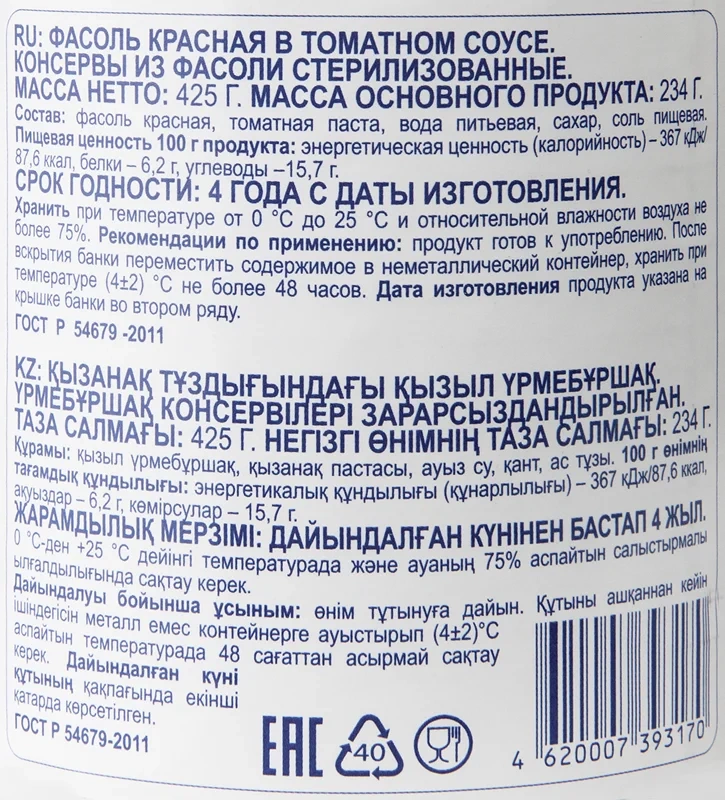 RU: ФАСОЛЬ КРАСНАЯ В ТОМАТНОМ СОУСЕ.
КОНСЕРВЫ ИЗ ФАСОЛИ СТЕРИЛИЗОВАННЫЕ.
МАССА НЕТТО: 425 Г. МАССА ОСНОВНОГО ПРОДУКТА: 234 Г.
Состав: фасоль красная, томатная паста, вода питьевая, сахар, соль пищевая.
Пищевая ценность 100 г продукта: энергетическая ценность (калорийность) – 367 кДж/
87,6 ккал, белки – 6,2 г, углеводы –15,7 г.
СРОК ГОДНОСТИ: 4 ГОДА С ДАТЫ ИЗГОТОВЛЕНИЯ.
Хранить при температуре от 0 °C до 25 °C и относительной влажности воздуха не
более 75%. Рекомендации по применению: продукт готов к употреблению. После
вскрытия банки переместить содержимое в неметаллический контейнер, хранить при
температуре (4±2) °C не более 48 часов. Дата изготовления продукта указана на
крышке банки во втором ряду.
ГОСТ Р 54679 -2011
KZ: ҚЫЗАНАҚ ТҰЗДЫҒЫНДАҒЫ ҚЫЗЫЛ ҮРМЕБҰРШАҚ.
ҮРМЕБҰРШАҚ КОНСЕРВІЛЕРІ ЗАРАРСЫЗДАНДЫРЫЛҒАН.
ТАЗА САЛМАҒЫ: 425 Г. НЕГІЗГІ ӨНІМНІҢ ТАЗА САЛМАҒЫ: 234 Г.
Құрамы: қызыл үрмебұршақ, қызанақ пастасы, ауыз су, қант, ас тұзы. 100 г өнімнің
тағамдық құндылығы: энергетикалық құндылығы (құнарлылығы) – 367 кДж/87,6 ккал,
ақуыздар – 6,2 г, көмірсулар – 15,7 г.
ЖАРАМДЫЛЫҚ МЕРЗІМІ: ДАЙЫНДАЛҒАН КҮНІНЕН БАСТАП 4 ЖЫЛ.
0 °C-ден +25 °C дейінгі температурада және ауаның 75% аспайтын салыстырмалы
ылғалдылығында сақтау керек.
Дайындалуы бойынша ұсыным: өнім тұтынуға дайын. Құтыны ашқаннан кейін
ішіндегісін металл емес контейнерге ауыстырып (4±2)°C
аспайтын температурада 48 сағаттан асырмай сақтау
керек. Дайындалған күні
құтының қақпағында екінші
қатарда көрсетілген.
ГОСТ Р 54679-2011
EAC 40
4 620007 393170